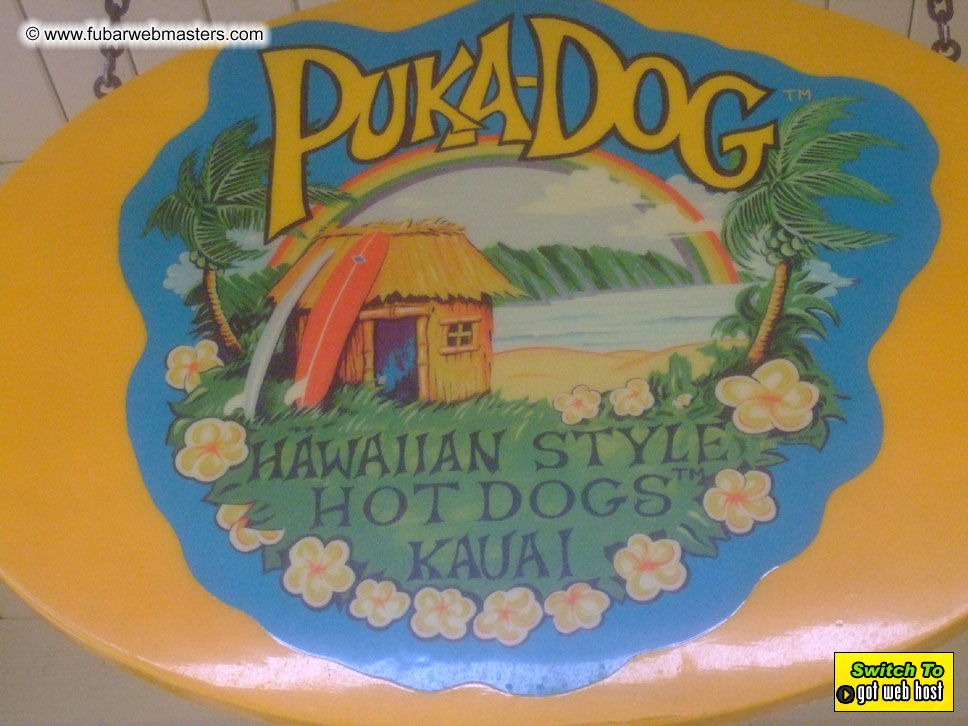 © www.fubarwebmasters.com
PUKA-DOG™
HAWAIIAN STYLE
HOT DOGS™
KAUAI
Switch To
got web host